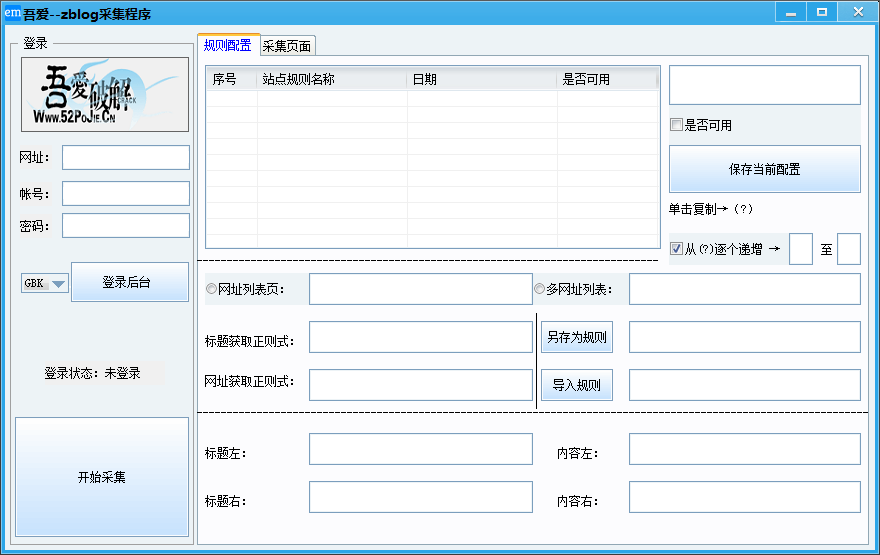 em 吾爱--zblog采集程序
登录
吾愛破解
CRACK
Www.52PoJie.Cn
网址：
帐号：
密码：
GBK
登录后台
登录状态：未登录
开始采集
规则配置 采集页面
序号 站点规则名称 日期 是否可用
是否可用
保存当前配置
单击复制→（?）
从(?)逐个递增 → 至
网址列表页： 多网址列表：
标题获取正则式： 另存为规则
网址获取正则式： 导入规则
标题左： 内容左：
标题右： 内容右：